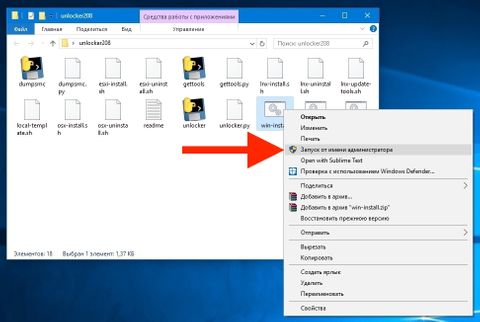 unlocker208
Средства работы с приложениями
Файл
Главная
Поделиться
Вид
Управление
unlocker208
Поиск: unlocker208
dumpsmc
dumpsmc.py
esxi-install.sh
esxi-uninstall.sh
gettools
gettools.py
lnx-install.sh
lnx-uninstall.sh
lnx-update-tools.sh
local-template.sh
osx-install.sh
osx-uninstall.sh
readme
unlocker
unlocker.py
win-insta
Открыть
Изменить
Печать
Запуск от имени администратора
Open with Sublime Text
Проверка с использованием Windows Defender...
Поделиться
Добавить в архив...
Добавить в архив "win-install.zip"
Восстановить прежнюю версию
Отправить
Вырезать
Копировать
Создать ярлык
Удалить
Переименовать
Свойства
Элементов: 18
Выбран 1 элемент: 1,37 КБ